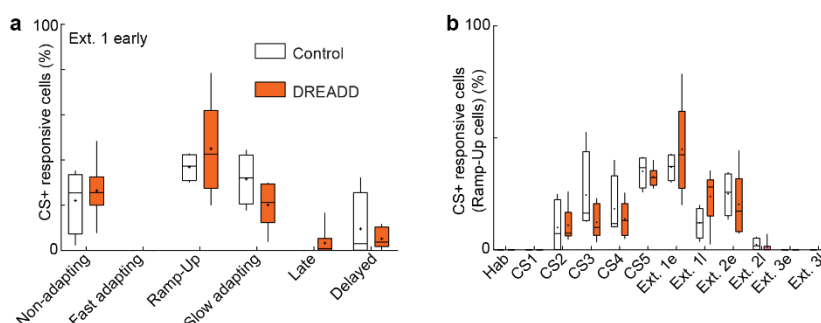 a
Ext. 1 early
CS+ responsive cells (%)
100
0
Control
DREADD
Non-adapting
Fast adapting
Ramp-Up
Slow adapting
Late
Delayed
b
CS+ responsive cells (%)
(Ramp-Up cells) (%)
100
0
Hab
CS1
CS2
CS3
CS4
CS5
Ext. 1e
Ext. 1l
Ext. 2e
Ext. 2l
Ext. 3e
Ext. 3l